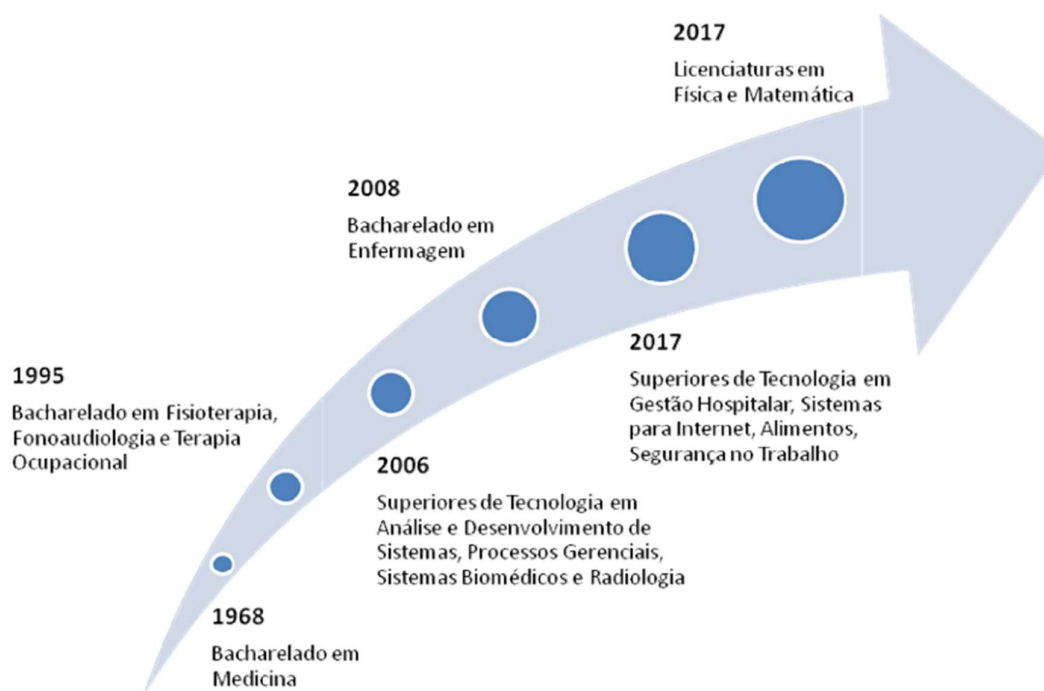 2017
Licenciaturas em
Física e Matemática
2008
Bacharelado em
Enfermagem
2017
Superiores de Tecnologia em
Gestão Hospitalar, Sistemas
para Internet, Alimentos,
Segurança no Trabalho
1995
Bacharelado em Fisioterapia,
Fonoaudiologia e Terapia
Ocupacional
2006
Superiores de Tecnologia em
Análise e Desenvolvimento de
Sistemas, Processos Gerenciais,
Sistemas Biomédicos e Radiologia
1968
Bacharelado em
Medicina